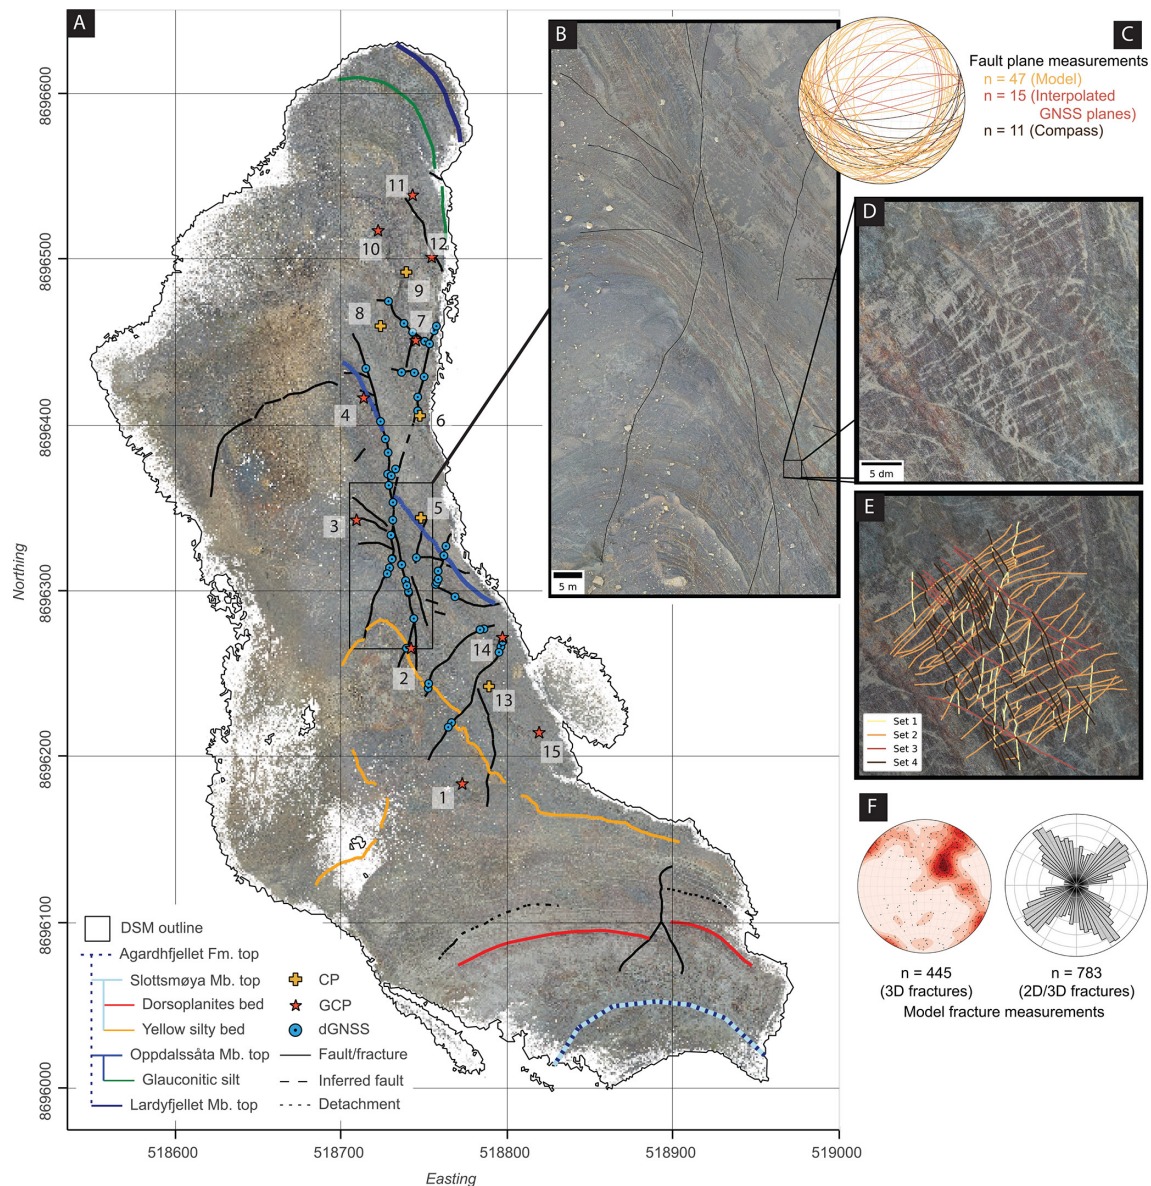 A
B
C
Fault plane measurements
n = 47 (Model)
n = 15 (Interpolated
GNSS planes)
n = 11 (Compass)
D
5 dm
5 m
E
Set 1
Set 2
Set 3
Set 4
F
n = 445
(3D fractures)
n = 783
(2D/3D fractures)
Model fracture measurements
8696600
8696500
8696400
8696300
8696200
8696100
8696000
Northing
11
10
12
9
8
7
4
6
5
3
14
2
13
15
1
DSM outline
Agardhfjellet Fm. top
Slottsmøya Mb. top
Dorsoplanites bed
Yellow silty bed
Oppdalssåta Mb. top
Glauconitic silt
Lardyfjellet Mb. top
CP
GCP
dGNSS
Fault/fracture
Inferred fault
Detachment
518600
518700
518800
518900
519000
Easting